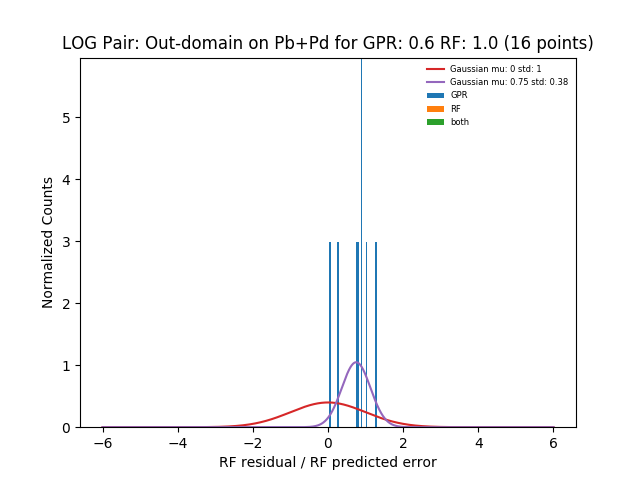 LOG Pair: Out-domain on Pb+Pd for GPR: 0.6 RF: 1.0 (16 points)
Gaussian mu: 0 std: 1
Gaussian mu: 0.75 std: 0.38
GPR
RF
both
Normalized Counts
5
4
3
2
1
0
−6
−4
−2
0
2
4
6
RF residual / RF predicted error